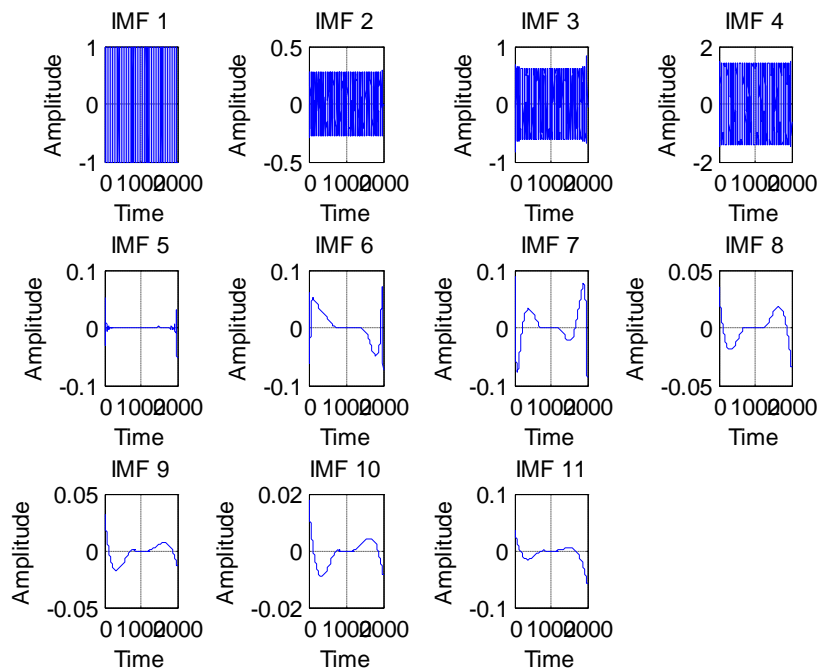 IMF 1
1
0
-1
Amplitude
0 1000 2000
Time
IMF 2
0.5
0
-0.5
Amplitude
0 1000 2000
Time
IMF 3
1
0
-1
Amplitude
0 1000 2000
Time
IMF 4
2
0
-2
Amplitude
0 1000 2000
Time
IMF 5
0.1
0
-0.1
Amplitude
0 1000 2000
Time
IMF 6
0.1
0
-0.1
Amplitude
0 1000 2000
Time
IMF 7
0.1
0
-0.1
Amplitude
0 1000 2000
Time
IMF 8
0.05
0
-0.05
Amplitude
0 1000 2000
Time
IMF 9
0.05
0
-0.05
Amplitude
0 1000 2000
Time
IMF 10
0.02
0
-0.02
Amplitude
0 1000 2000
Time
IMF 11
0.1
0
-0.1
Amplitude
0 1000 2000
Time